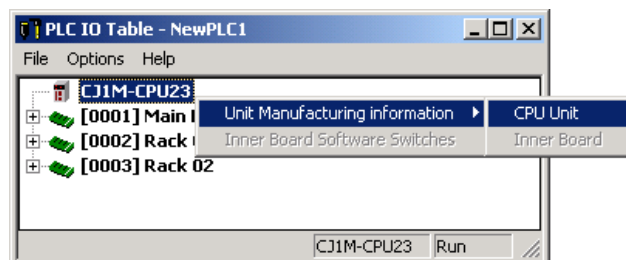 PLC IO Table - NewPLC1
File Options Help
CJ1M-CPU23
[0001] Main
Unit Manufacturing information CPU Unit
[0002] Rack
Inner Board Software Switches Inner Board
[0003] Rack 02
CJ1M-CPU23 Run